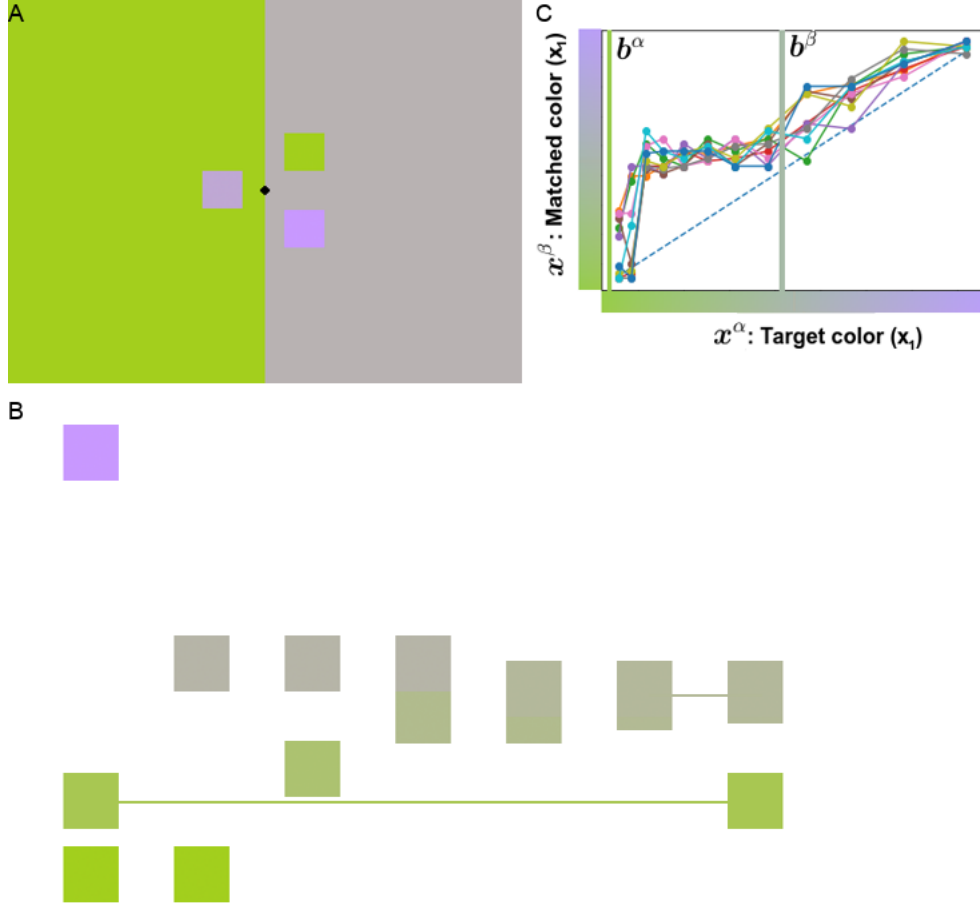 A
C
b^α
b^β
x^β : Matched color (x₁)
x^α: Target color (x₁)
B